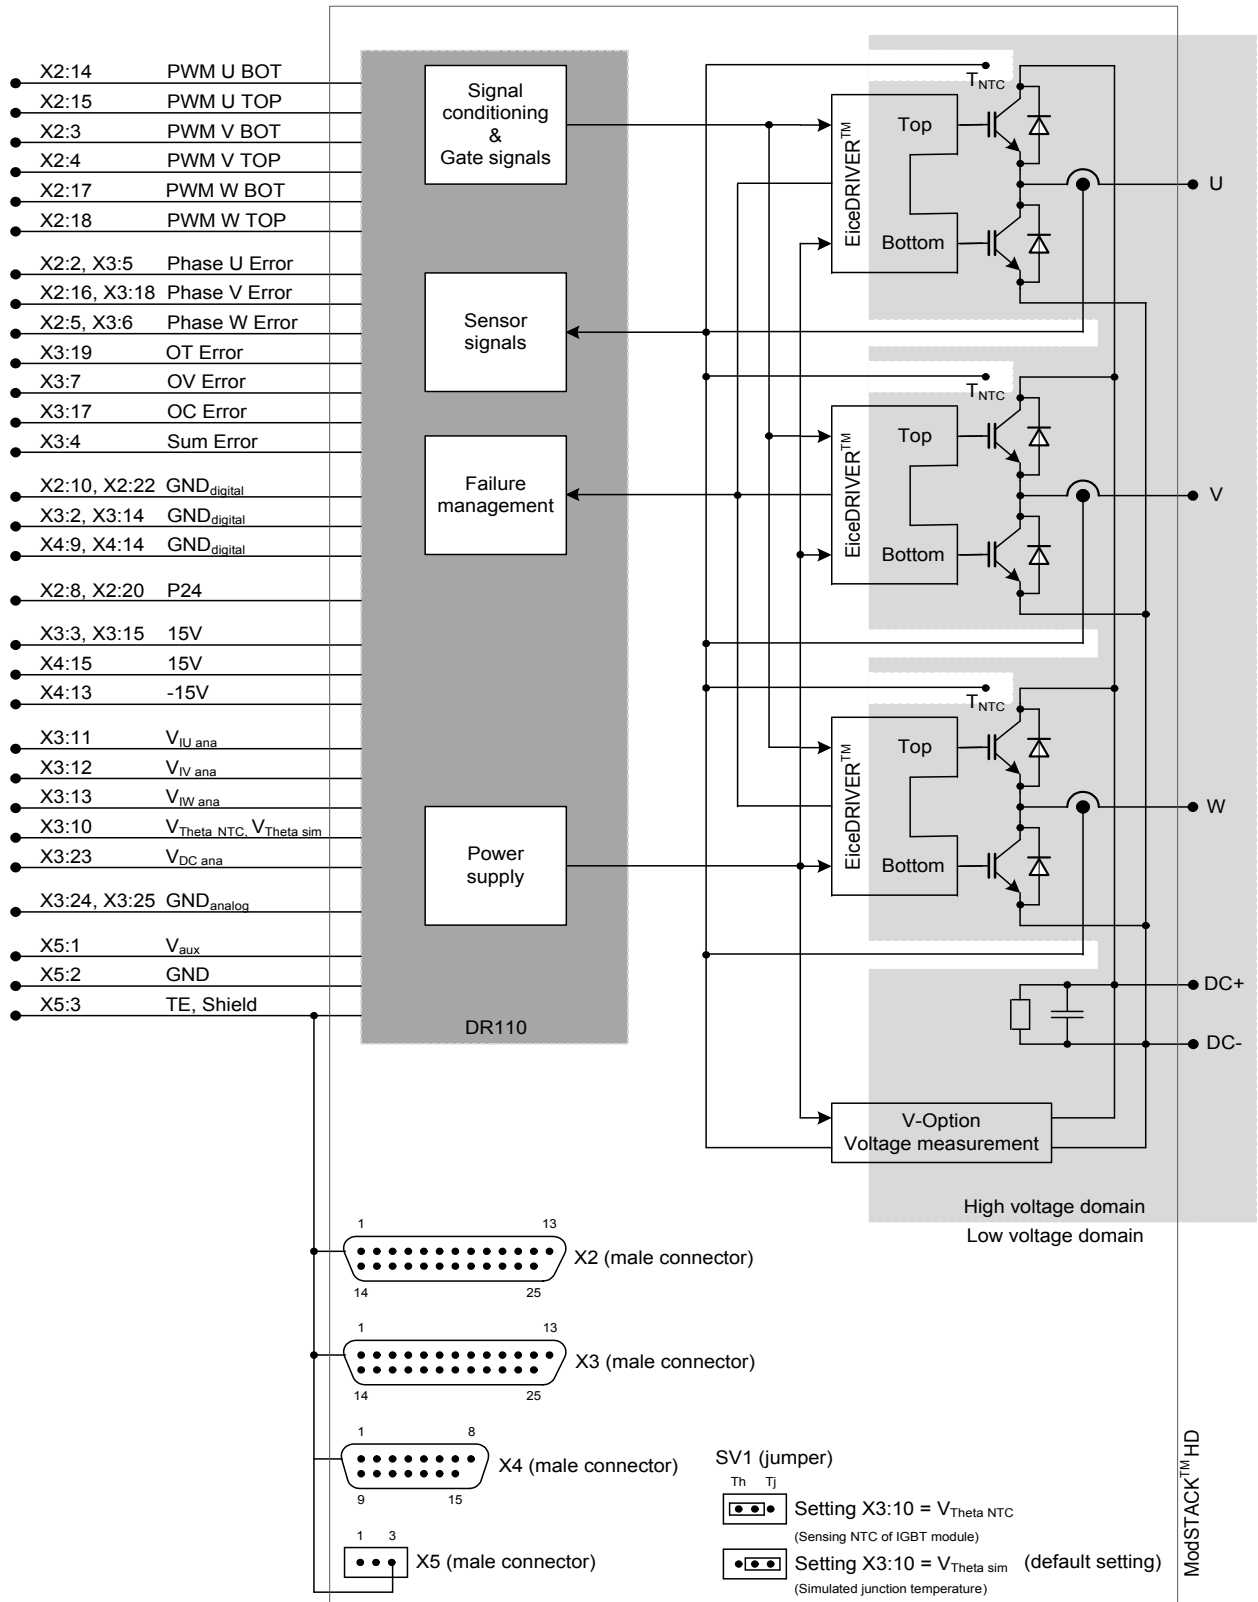 X2:14 PWM U BOT
X2:15 PWM U TOP
X2:3 PWM V BOT
X2:4 PWM V TOP
X2:17 PWM W BOT
X2:18 PWM W TOP
X2:2, X3:5 Phase U Error
X2:16, X3:18 Phase V Error
X2:5, X3:6 Phase W Error
X3:19 OT Error
X3:7 OV Error
X3:17 OC Error
X3:4 Sum Error
X2:10, X2:22 GNDdigital
X3:2, X3:14 GNDdigital
X4:9, X4:14 GNDdigital
X2:8, X2:20 P24
X3:3, X3:15 15V
X4:15 15V
X4:13 -15V
X3:11 VIU ana
X3:12 VIV ana
X3:13 VIW ana
X3:10 VTheta NTC, VTheta sim
X3:23 VDC ana
X3:24, X3:25 GNDanalog
X5:1 Vaux
X5:2 GND
X5:3 TE, Shield
Signal
conditioning
&
Gate signals
Sensor
signals
Failure
management
Power
supply
DR110
TNTC
EiceDRIVER™
Top
Bottom
U
TNTC
EiceDRIVER™
Top
Bottom
V
TNTC
EiceDRIVER™
Top
Bottom
W
DC+
DC-
V-Option
Voltage measurement
High voltage domain
Low voltage domain
1 13
X2 (male connector)
14 25
1 13
X3 (male connector)
14 25
1 8
X4 (male connector)
9 15
1 3
X5 (male connector)
SV1 (jumper)
Th Tj
Setting X3:10 = VTheta NTC
(Sensing NTC of IGBT module)
Setting X3:10 = VTheta sim (default setting)
(Simulated junction temperature)
ModSTACK™ HD